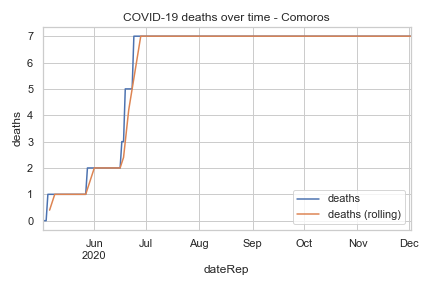 COVID-19 deaths over time - Comoros
deaths
7
6
5
4
3
2
1
0
deaths
deaths (rolling)
Jun Jul Aug Sep Oct Nov Dec
2020
dateRep